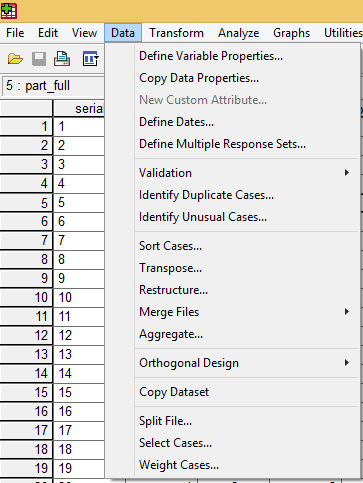 File Edit View Data Transform Analyze Graphs Utilities
Define Variable Properties...
Copy Data Properties...
New Custom Attribute...
5 : part_full
Define Dates...
seria
Define Multiple Response Sets...
1 1
2 2
3 3
Validation
4 4
Identify Duplicate Cases...
5 5
Identify Unusual Cases...
6 6
7 7
Sort Cases...
8 8
Transpose...
9 9
Restructure...
10 10
Merge Files
11 11
Aggregate...
12 12
13 13
Orthogonal Design
14 14
15 15
Copy Dataset
16 16
Split File...
17 17
Select Cases...
18 18
Weight Cases...
19 19